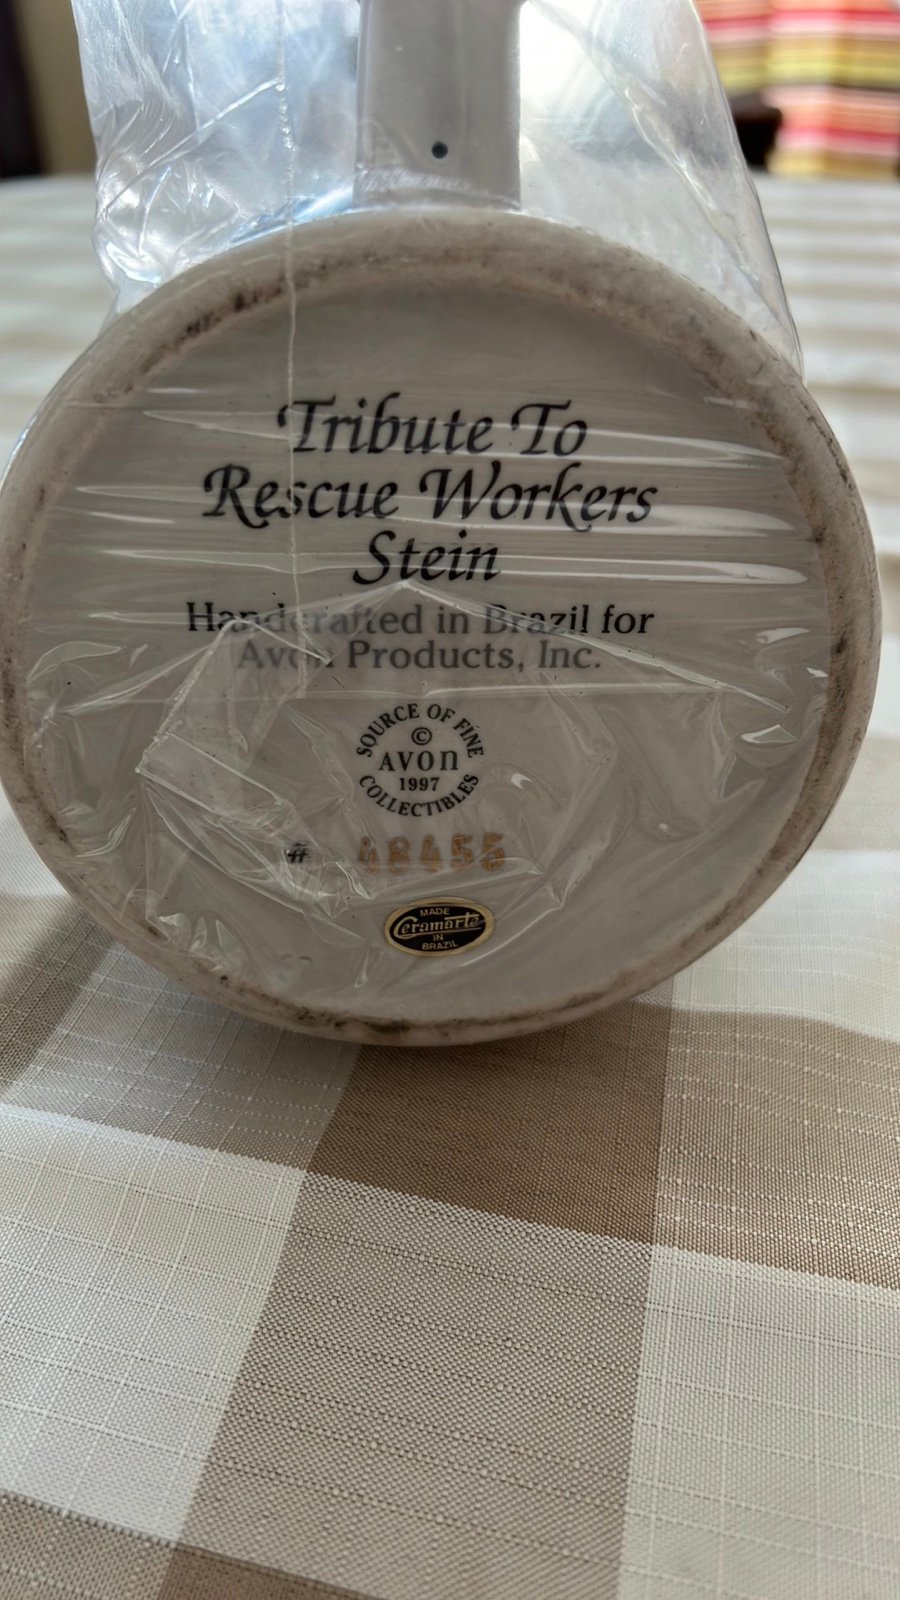 Tribute To
Rescue Workers
Stein
Handcrafted in Brazil for
Avon Products, Inc.
SOURCE OF FINE
©
AVON
1997
COLLECTIBLES
# 48455
MADE
Ceramarte
IN
BRAZIL